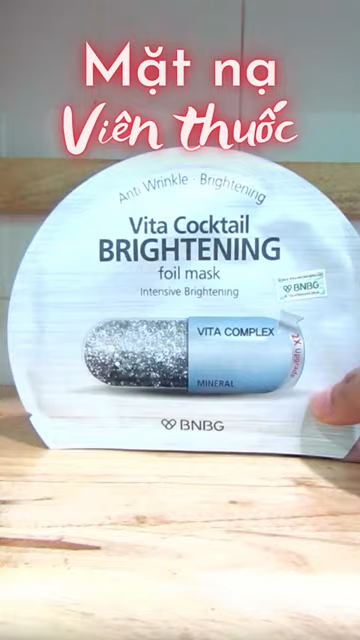 Mặt nạ
Viên thuốc
Anti Wrinkle · Brightening
Vita Cocktail
BRIGHTENING
foil mask
Intensive Brightening
BNBG
VITA COMPLEX
MINERAL
BNBG